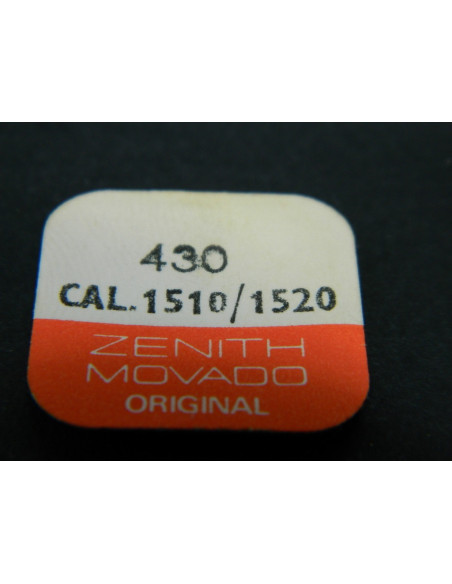 430
CAL.1510/1520
ZENITH
MOVADO
ORIGINAL